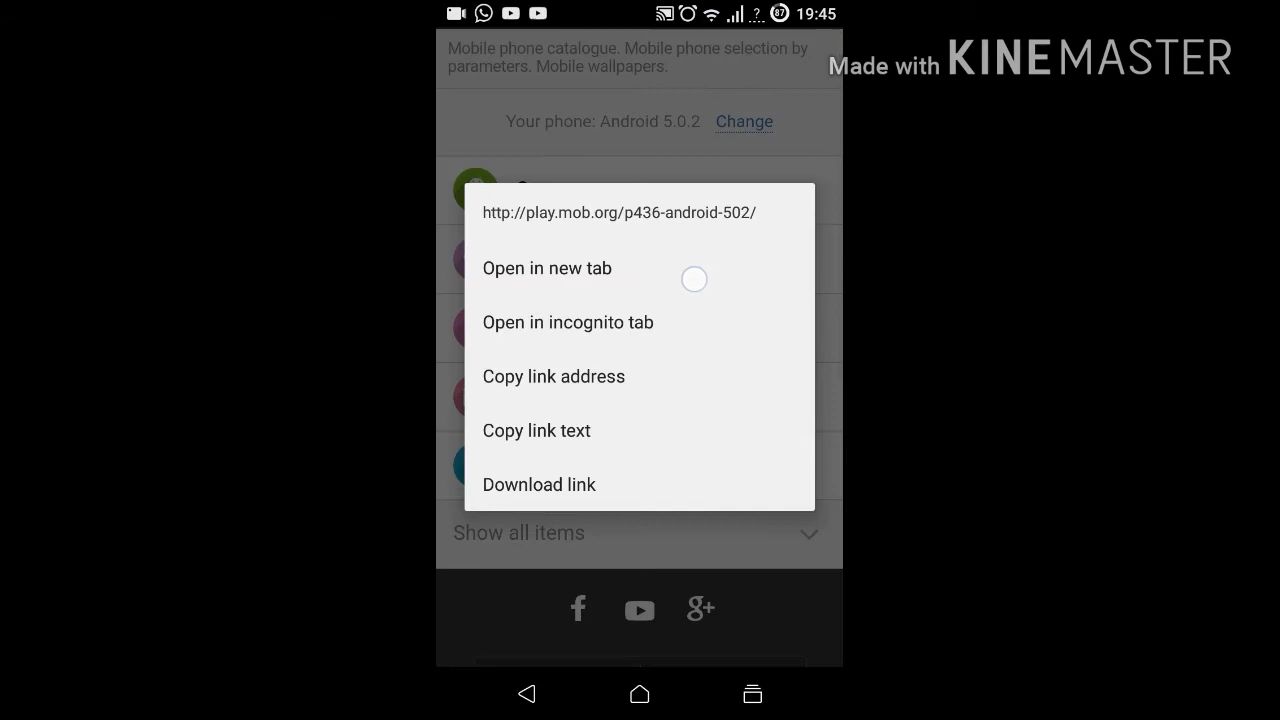 87 19:45
Mobile phone catalogue. Mobile phone selection by
parameters. Mobile wallpapers.
Made with KINEMASTER
Your phone: Android 5.0.2 Change
http://play.mob.org/p436-android-502/
Open in new tab
Open in incognito tab
Copy link address
Copy link text
Download link
Show all items
f g+